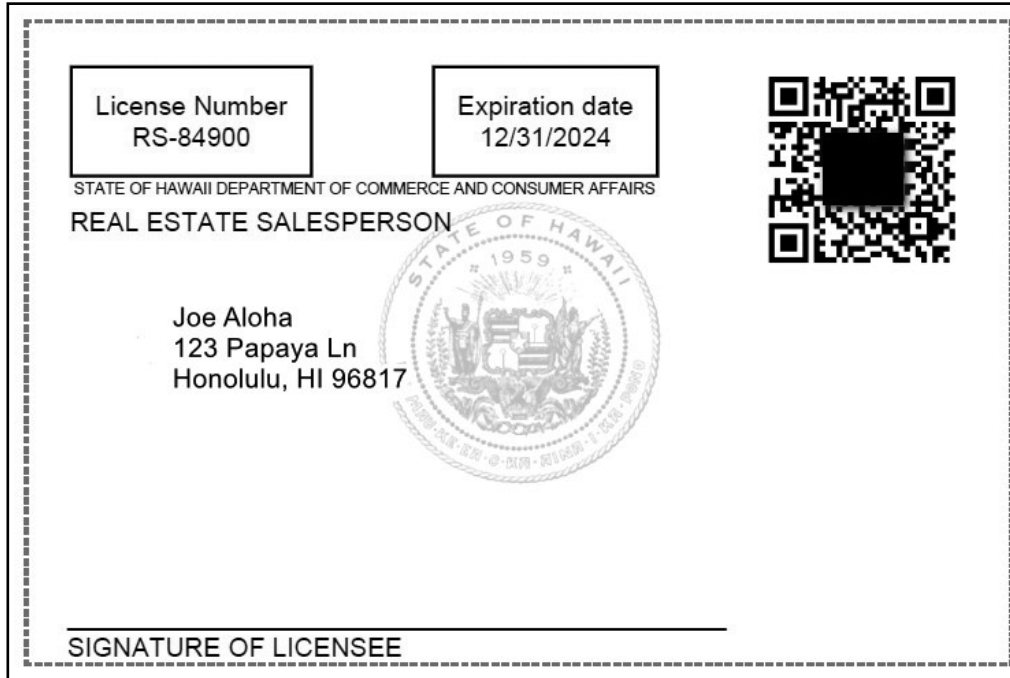 License Number
RS-84900
Expiration date
12/31/2024
STATE OF HAWAII DEPARTMENT OF COMMERCE AND CONSUMER AFFAIRS
REAL ESTATE SALESPERSON
STATE OF HAWAII
1959
Joe Aloha
123 Papaya Ln
Honolulu, HI 96817
SIGNATURE OF LICENSEE